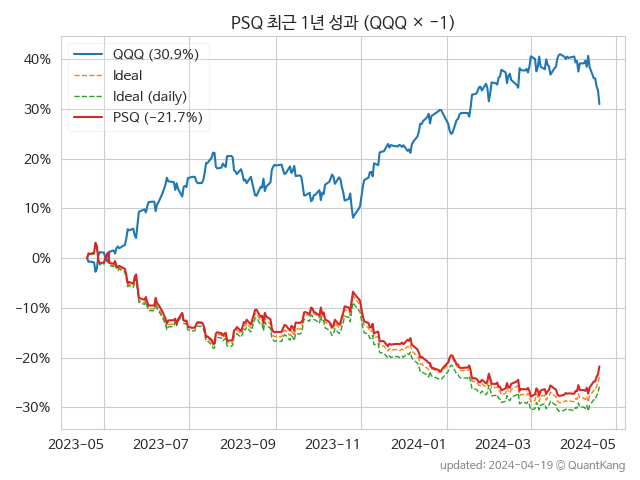 PSQ 최근 1년 성과 (QQQ × −1)
QQQ (30.9%)
Ideal
Ideal (daily)
PSQ (−21.7%)
40%
30%
20%
10%
0%
−10%
−20%
−30%
2023−05 2023−07 2023−09 2023−11 2024−01 2024−03 2024−05
updated: 2024-04-19 © QuantKang